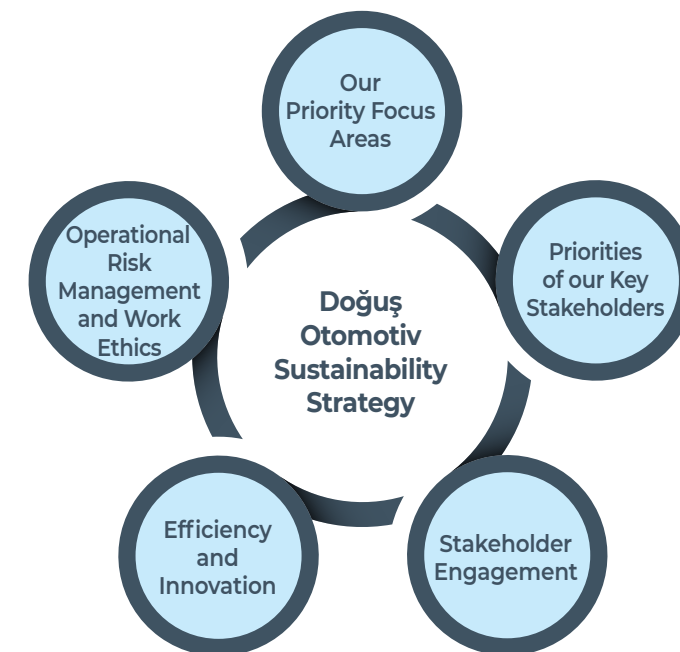 Our
Priority Focus
Areas
Operational
Risk
Management
and Work
Ethics
Priorities
of our Key
Stakeholders
Doğuş
Otomotiv
Sustainability
Strategy
Efficiency
and
Innovation
Stakeholder
Engagement